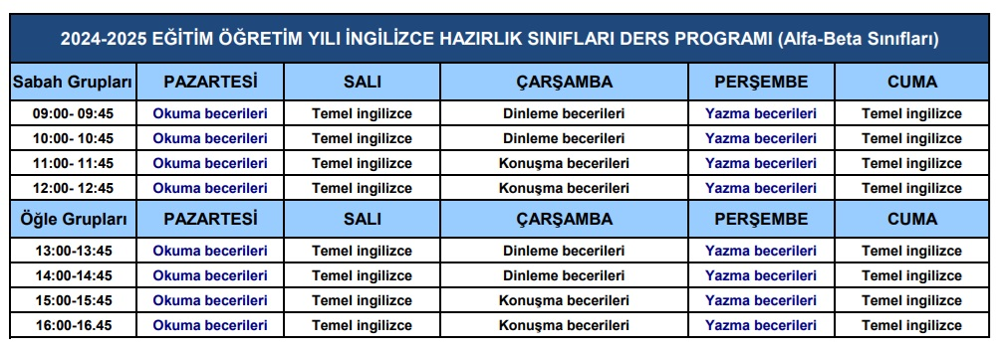 2024-2025 EĞİTİM ÖĞRETİM YILI İNGİLİZCE HAZIRLIK SINIFLARI DERS PROGRAMI (Alfa-Beta Sınıfları)
Sabah Grupları PAZARTESİ SALI ÇARŞAMBA PERŞEMBE CUMA
09:00- 09:45 Okuma becerileri Temel ingilizce Dinleme becerileri Yazma becerileri Temel ingilizce
10:00- 10:45 Okuma becerileri Temel ingilizce Dinleme becerileri Yazma becerileri Temel ingilizce
11:00- 11:45 Okuma becerileri Temel ingilizce Konuşma becerileri Yazma becerileri Temel ingilizce
12:00- 12:45 Okuma becerileri Temel ingilizce Konuşma becerileri Yazma becerileri Temel ingilizce
Öğle Grupları PAZARTESİ SALI ÇARŞAMBA PERŞEMBE CUMA
13:00-13:45 Okuma becerileri Temel ingilizce Dinleme becerileri Yazma becerileri Temel ingilizce
14:00-14:45 Okuma becerileri Temel ingilizce Dinleme becerileri Yazma becerileri Temel ingilizce
15:00-15:45 Okuma becerileri Temel ingilizce Konuşma becerileri Yazma becerileri Temel ingilizce
16:00-16.45 Okuma becerileri Temel ingilizce Konuşma becerileri Yazma becerileri Temel ingilizce